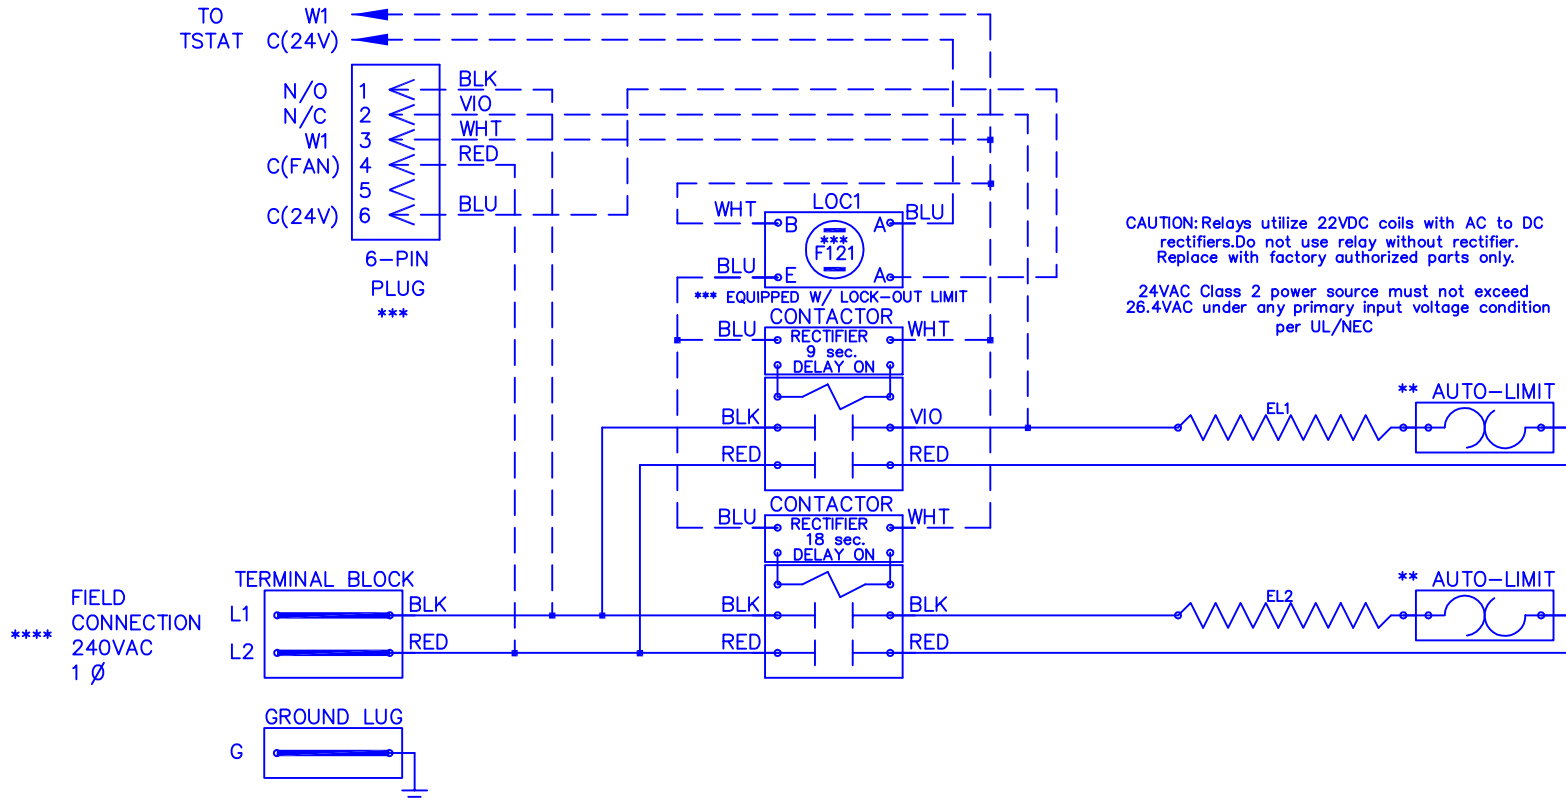 TO W1
TSTAT C(24V)
N/O 1 BLK
N/C 2 VIO
W1 3 WHT
C(FAN) 4 RED
5
C(24V) 6 BLU
6-PIN
PLUG
***
LOC1
WHT B A BLU
***
F121
BLU E A
*** EQUIPPED W/ LOCK-OUT LIMIT
CAUTION: Relays utilize 22VDC coils with AC to DC
rectifiers.Do not use relay without rectifier.
Replace with factory authorized parts only.
24VAC Class 2 power source must not exceed
26.4VAC under any primary input voltage condition
per UL/NEC
CONTACTOR
BLU RECTIFIER WHT
9 sec.
DELAY ON
BLK VIO
RED RED
EL1
** AUTO-LIMIT
CONTACTOR
BLU RECTIFIER WHT
18 sec.
DELAY ON
BLK BLK
RED RED
EL2
** AUTO-LIMIT
TERMINAL BLOCK
L1 BLK
L2 RED
FIELD
CONNECTION
**** 240VAC
1 Ø
GROUND LUG
G